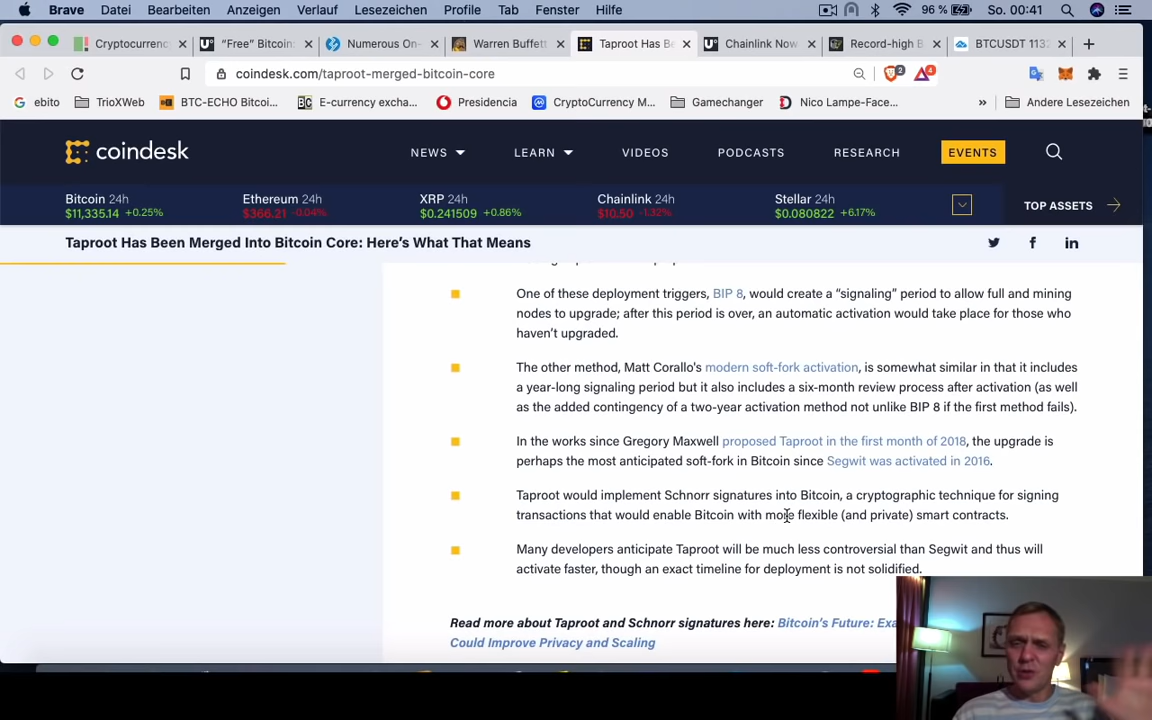 Brave Datei Bearbeiten Anzeigen Verlauf Lesezeichen Profile Tab Fenster Hilfe 96 % So. 00:41
Cryptocurrenc × "Free" Bitcoin: × Numerous On- × Warren Buffett × Taproot Has B × Chainlink Now × Record-high B × BTCUSDT 1132 × +
coindesk.com/taproot-merged-bitcoin-core 2 4
ebito TrioXWeb BTC-ECHO Bitcoi... E-currency excha... Presidencia CryptoCurrency M... Gamechanger Nico Lampe-Face... » Andere Lesezeichen
coindesk NEWS LEARN VIDEOS PODCASTS RESEARCH EVENTS
Bitcoin 24h Ethereum 24h XRP 24h Chainlink 24h Stellar 24h
$11,335.14 +0.25% $366.21 -0.04% $0.241509 +0.86% $10.50 -1.32% $0.080822 +6.17% TOP ASSETS
Taproot Has Been Merged Into Bitcoin Core: Here's What That Means
One of these deployment triggers, BIP 8, would create a “signaling” period to allow full and mining
nodes to upgrade; after this period is over, an automatic activation would take place for those who
haven’t upgraded.
The other method, Matt Corallo's modern soft-fork activation, is somewhat similar in that it includes
a year-long signaling period but it also includes a six-month review process after activation (as well
as the added contingency of a two-year activation method not unlike BIP 8 if the first method fails).
In the works since Gregory Maxwell proposed Taproot in the first month of 2018, the upgrade is
perhaps the most anticipated soft-fork in Bitcoin since Segwit was activated in 2016.
Taproot would implement Schnorr signatures into Bitcoin, a cryptographic technique for signing
transactions that would enable Bitcoin with more flexible (and private) smart contracts.
Many developers anticipate Taproot will be much less controversial than Segwit and thus will
activate faster, though an exact timeline for deployment is not solidified.
Read more about Taproot and Schnorr signatures here: Bitcoin’s Future: Exa
Could Improve Privacy and Scaling